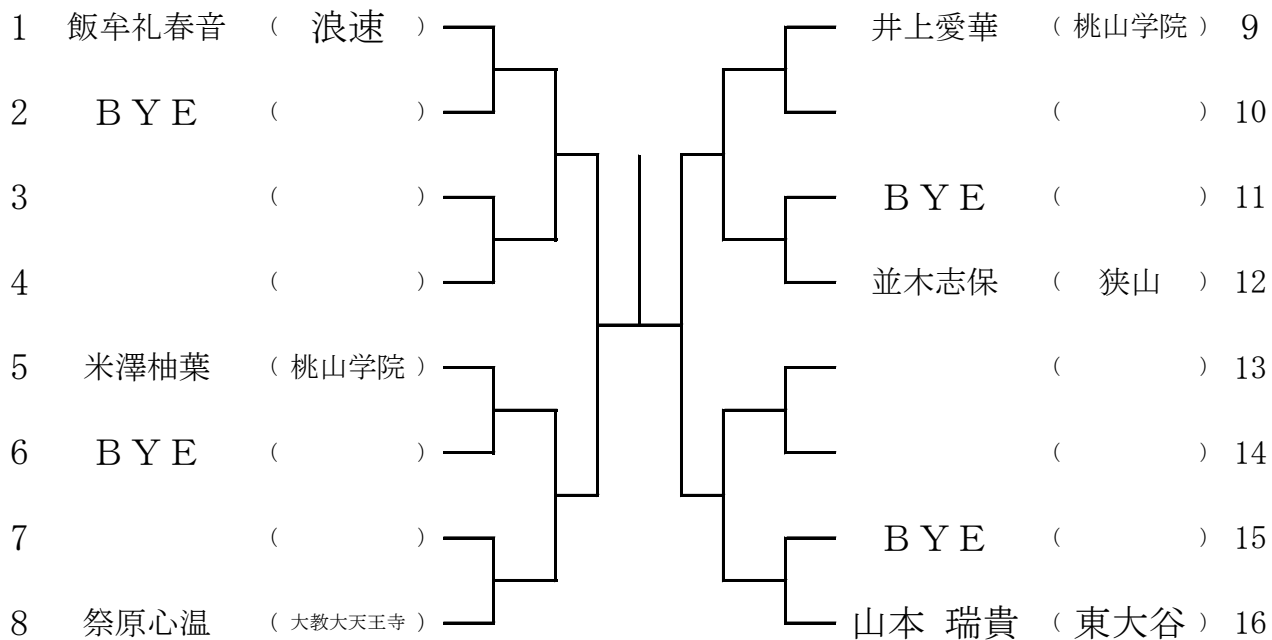 1 飯牟礼春音 ( 浪速 )
2 BYE ( )
3 ( )
4 ( )
5 米澤柚葉 ( 桃山学院 )
6 BYE ( )
7 ( )
8 祭原心温 ( 大教大天王寺 )
井上愛華 ( 桃山学院 ) 9
( ) 10
BYE ( ) 11
並木志保 ( 狭山 ) 12
( ) 13
( ) 14
BYE ( ) 15
山本 瑞貴 ( 東大谷 ) 16